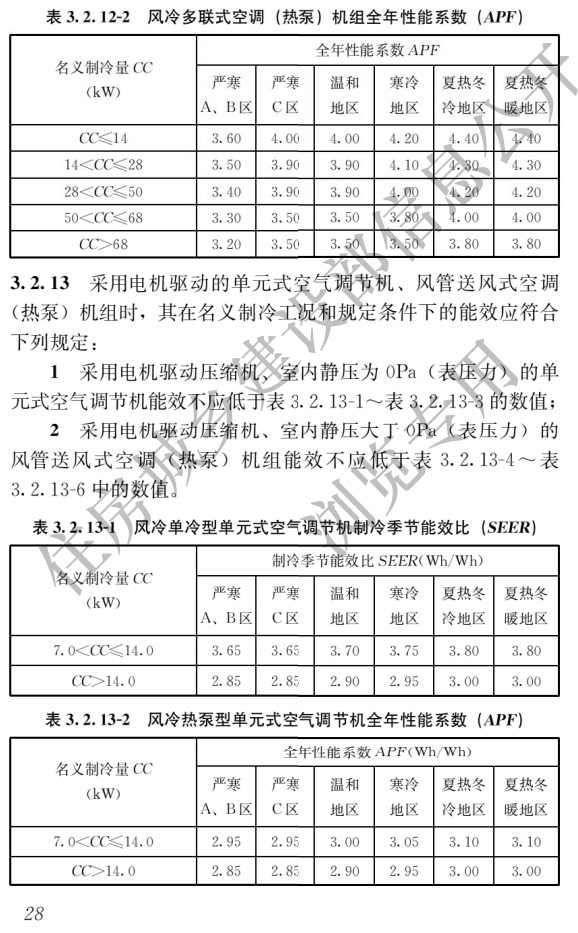 表 3.2.12-2 风冷多联式空调（热泵）机组全年性能系数（APF）
名义制冷量 CC（kW） 全年性能系数 APF
严寒A、B区 严寒C区 温和地区 寒冷地区 夏热冬冷地区 夏热冬暖地区
CC≤14 3.60 4.00 4.00 4.20 4.40 4.40
14<CC≤28 3.50 3.90 3.90 4.10 4.30 4.30
28<CC≤50 3.40 3.90 3.90 4.00 4.20 4.20
50<CC≤68 3.30 3.50 3.50 3.80 4.00 4.00
CC>68 3.20 3.50 3.50 3.50 3.80 3.80
3.2.13 采用电机驱动的单元式空气调节机、风管送风式空调
（热泵）机组时，其在名义制冷工况和规定条件下的能效应符合
下列规定：
1 采用电机驱动压缩机、室内静压为 0Pa（表压力）的单
元式空气调节机能效不应低于表 3.2.13-1～表 3.2.13-3 的数值；
2 采用电机驱动压缩机、室内静压大于 0Pa（表压力）的
风管送风式空调（热泵）机组能效不应低于表 3.2.13-4～表
3.2.13-6 中的数值。
表 3.2.13-1 风冷单冷型单元式空气调节机制冷季节能效比（SEER）
名义制冷量 CC（kW） 制冷季节能效比 SEER(Wh/Wh)
严寒A、B区 严寒C区 温和地区 寒冷地区 夏热冬冷地区 夏热冬暖地区
7.0<CC≤14.0 3.65 3.65 3.70 3.75 3.80 3.80
CC>14.0 2.85 2.85 2.90 2.95 3.00 3.00
表 3.2.13-2 风冷热泵型单元式空气调节机全年性能系数（APF）
名义制冷量 CC（kW） 全年性能系数 APF(Wh/Wh)
严寒A、B区 严寒C区 温和地区 寒冷地区 夏热冬冷地区 夏热冬暖地区
7.0<CC≤14.0 2.95 2.95 3.00 3.05 3.10 3.10
CC>14.0 2.85 2.85 2.90 2.95 3.00 3.00
28
住房城乡建设部信息公开
浏览专用